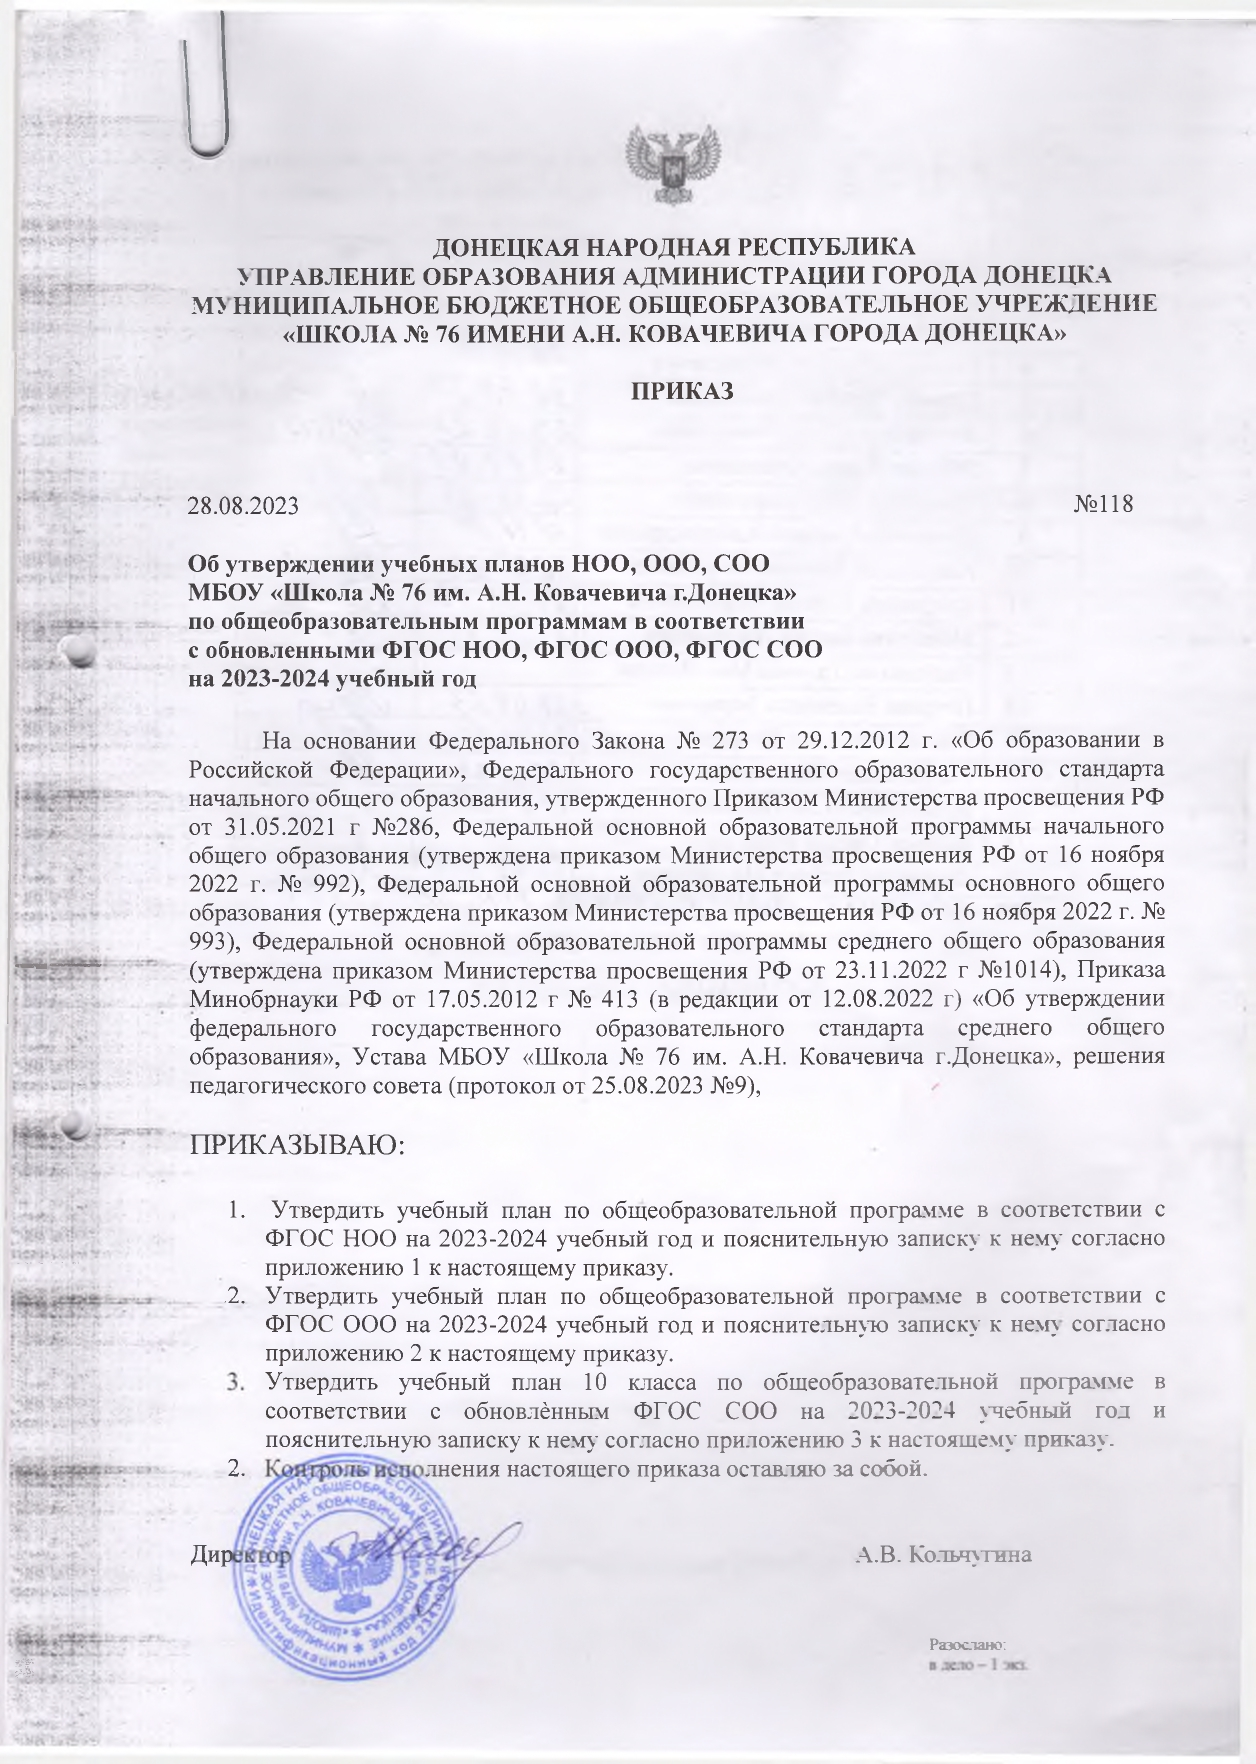 ДОНЕЦКАЯ НАРОДНАЯ РЕСПУБЛИКА
УПРАВЛЕНИЕ ОБРАЗОВАНИЯ АДМИНИСТРАЦИИ ГОРОДА ДОНЕЦКА
МУНИЦИПАЛЬНОЕ БЮДЖЕТНОЕ ОБЩЕОБРАЗОВАТЕЛЬНОЕ УЧРЕЖДЕНИЕ
«ШКОЛА № 76 ИМЕНИ А.Н. КОВАЧЕВИЧА ГОРОДА ДОНЕЦКА»
ПРИКАЗ
28.08.2023 №118
Об утверждении учебных планов НОО, ООО, СОО
МБОУ «Школа № 76 им. А.Н. Ковачевича г.Донецка»
по общеобразовательным программам в соответствии
с обновленными ФГОС НОО, ФГОС ООО, ФГОС СОО
на 2023-2024 учебный год
На основании Федерального Закона № 273 от 29.12.2012 г. «Об образовании в
Российской Федерации», Федерального государственного образовательного стандарта
начального общего образования, утвержденного Приказом Министерства просвещения РФ
от 31.05.2021 г №286, Федеральной основной образовательной программы начального
общего образования (утверждена приказом Министерства просвещения РФ от 16 ноября
2022 г. № 992), Федеральной основной образовательной программы основного общего
образования (утверждена приказом Министерства просвещения РФ от 16 ноября 2022 г. №
993), Федеральной основной образовательной программы среднего общего образования
(утверждена приказом Министерства просвещения РФ от 23.11.2022 г №1014), Приказа
Минобрнауки РФ от 17.05.2012 г № 413 (в редакции от 12.08.2022 г) «Об утверждении
федерального государственного образовательного стандарта среднего общего
образования», Устава МБОУ «Школа № 76 им. А.Н. Ковачевича г.Донецка», решения
педагогического совета (протокол от 25.08.2023 №9),
ПРИКАЗЫВАЮ:
1. Утвердить учебный план по общеобразовательной программе в соответствии с
ФГОС НОО на 2023-2024 учебный год и пояснительную записку к нему согласно
приложению 1 к настоящему приказу.
2. Утвердить учебный план по общеобразовательной программе в соответствии с
ФГОС ООО на 2023-2024 учебный год и пояснительную записку к нему согласно
приложению 2 к настоящему приказу.
3. Утвердить учебный план 10 класса по общеобразовательной программе в
соответствии с обновлѐнным ФГОС СОО на 2023-2024 учебный год и
пояснительную записку к нему согласно приложению 3 к настоящему приказу.
2. Контроль исполнения настоящего приказа оставляю за собой.
Директор А.В. Кольчугина
Разослано:
в дело – 1 экз.